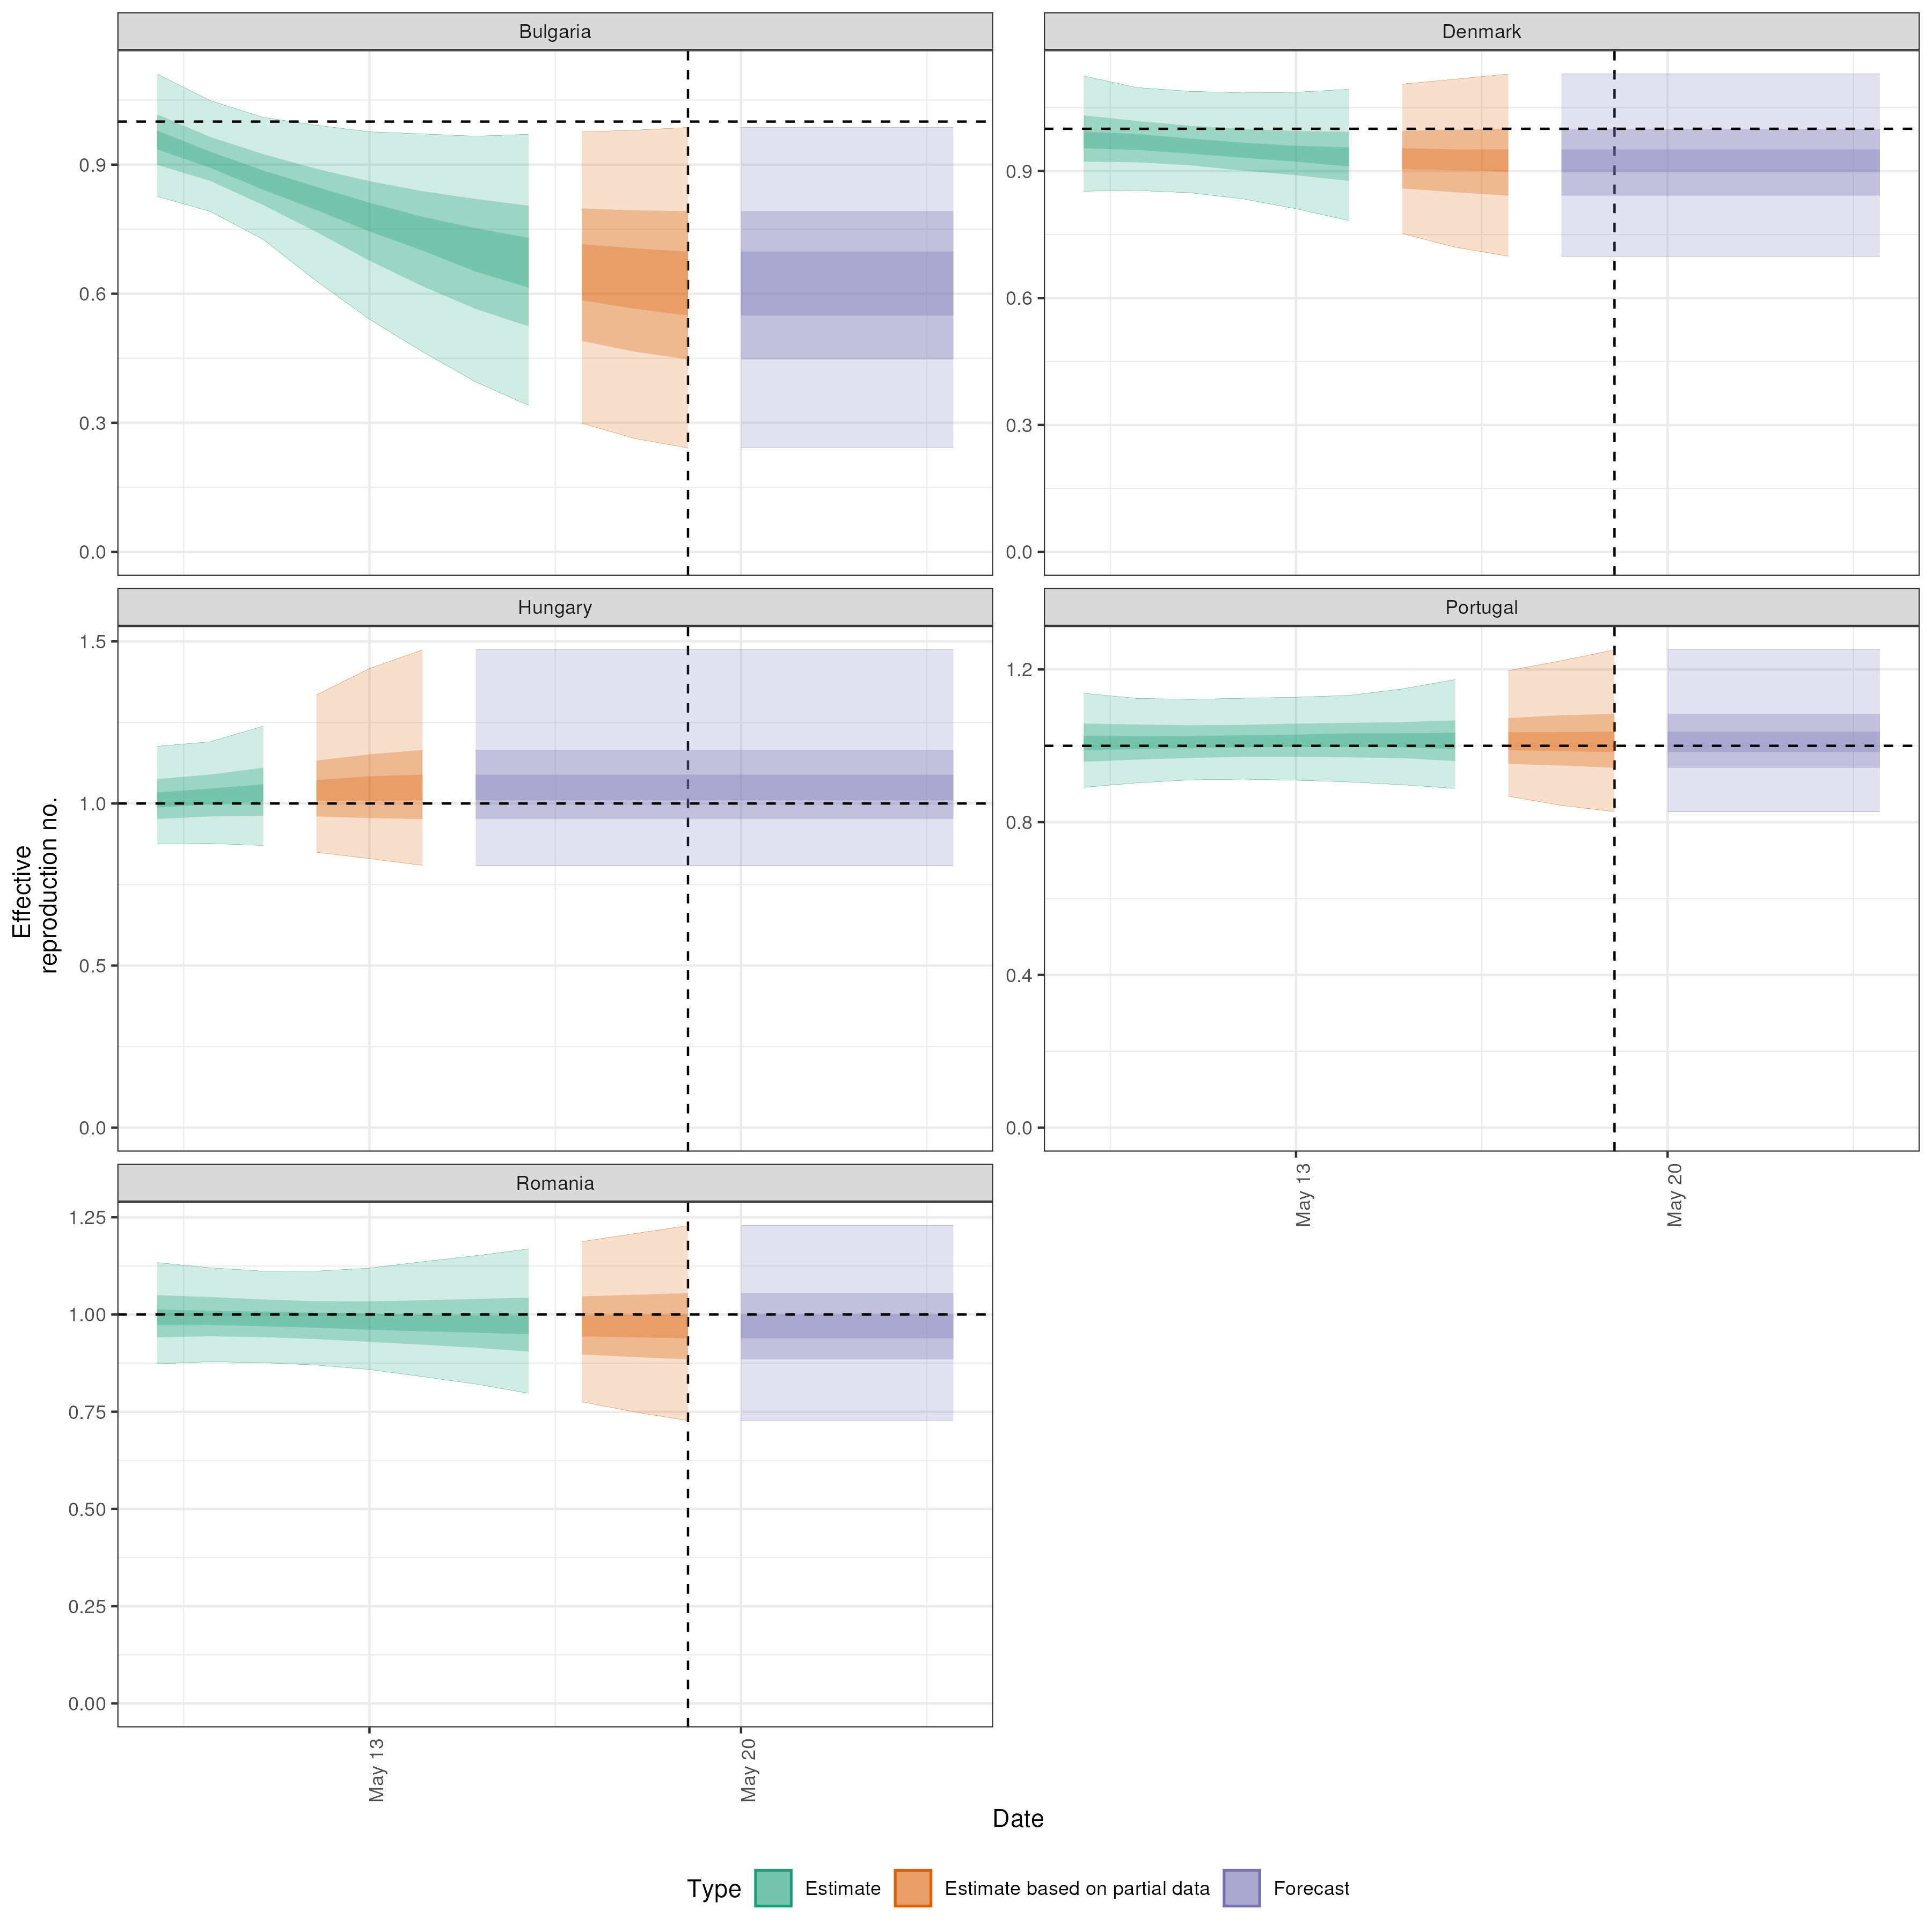 Bulgaria
Denmark
0.9
0.6
0.3
0.0
0.9
0.6
0.3
0.0
Hungary
Portugal
1.5
1.0
0.5
0.0
1.2
0.8
0.4
0.0
May 13
May 20
Romania
1.25
1.00
0.75
0.50
0.25
0.00
May 13
May 20
Effective
reproduction no.
Date
Type Estimate Estimate based on partial data Forecast